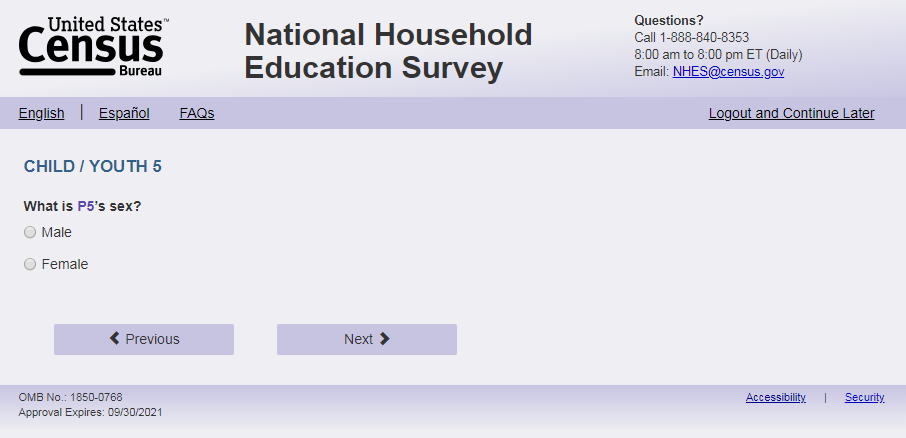 United States™
Census
Bureau
National Household
Education Survey
Questions?
Call 1-888-840-8353
8:00 am to 8:00 pm ET (Daily)
Email: NHES@census.gov
English | Español FAQs Logout and Continue Later
CHILD / YOUTH 5
What is P5's sex?
Male
Female
Previous Next
OMB No.: 1850-0768
Approval Expires: 09/30/2021
Accessibility | Security